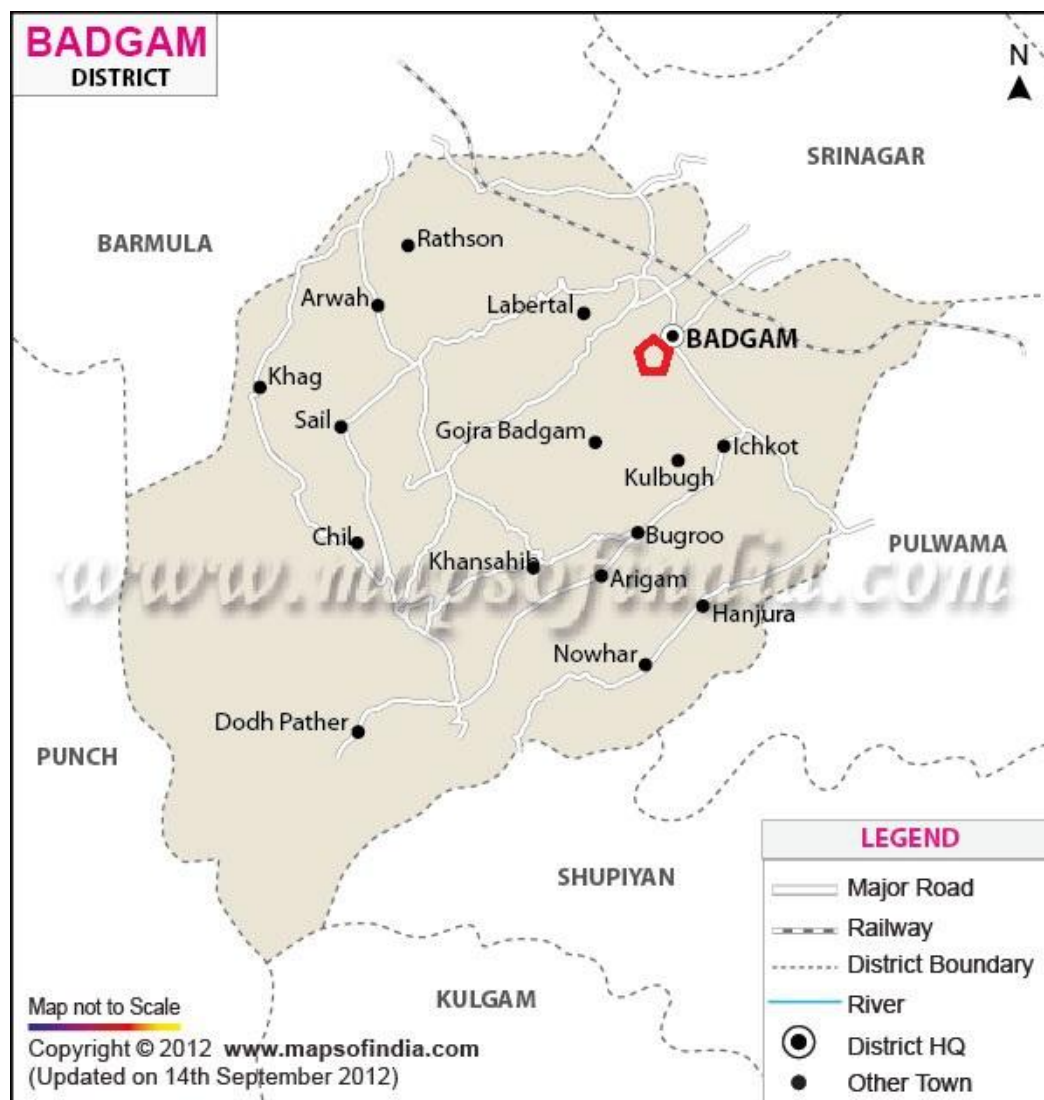 BADGAM
DISTRICT
N
SRINAGAR
BARMULA
Rathson
Arwah
Labertal
BADGAM
Khag
Sail
Gojra Badgam
Ichkot
Kulbugh
Chil
Bugroo
PULWAMA
Khansahib
www.mapsofindia.com
Arigam
Hanjura
Nowhar
Dodh Pather
PUNCH
LEGEND
SHUPIYAN
Major Road
Railway
District Boundary
KULGAM
River
Map not to Scale
District HQ
Copyright © 2012 www.mapsofindia.com
(Updated on 14th September 2012)
Other Town